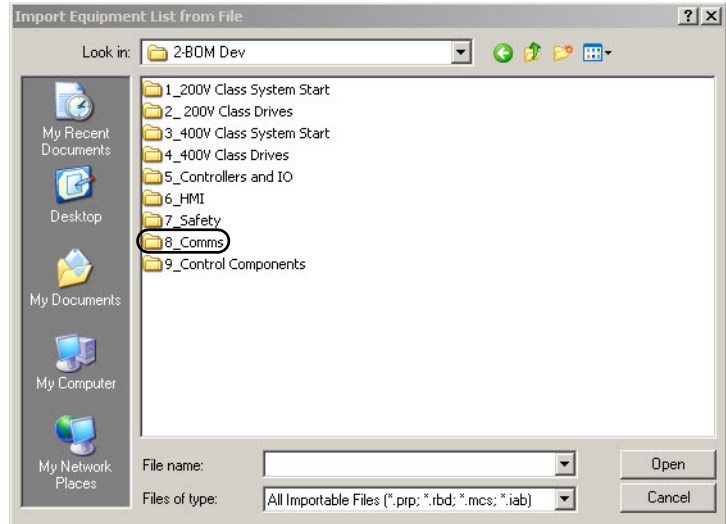 Import Equipment List from File
Look in:
2-BOM Dev
My Recent
Documents
Desktop
My Documents
My Computer
My Network
Places
1_200V Class System Start
2_ 200V Class Drives
3_400V Class System Start
4_400V Class Drives
5_Controllers and IO
6_HMI
7_Safety
8_Comms
9_Control Components
File name:
Open
Files of type:
All Importable Files (*.prp; *.rbd; *.mcs; *.iab)
Cancel